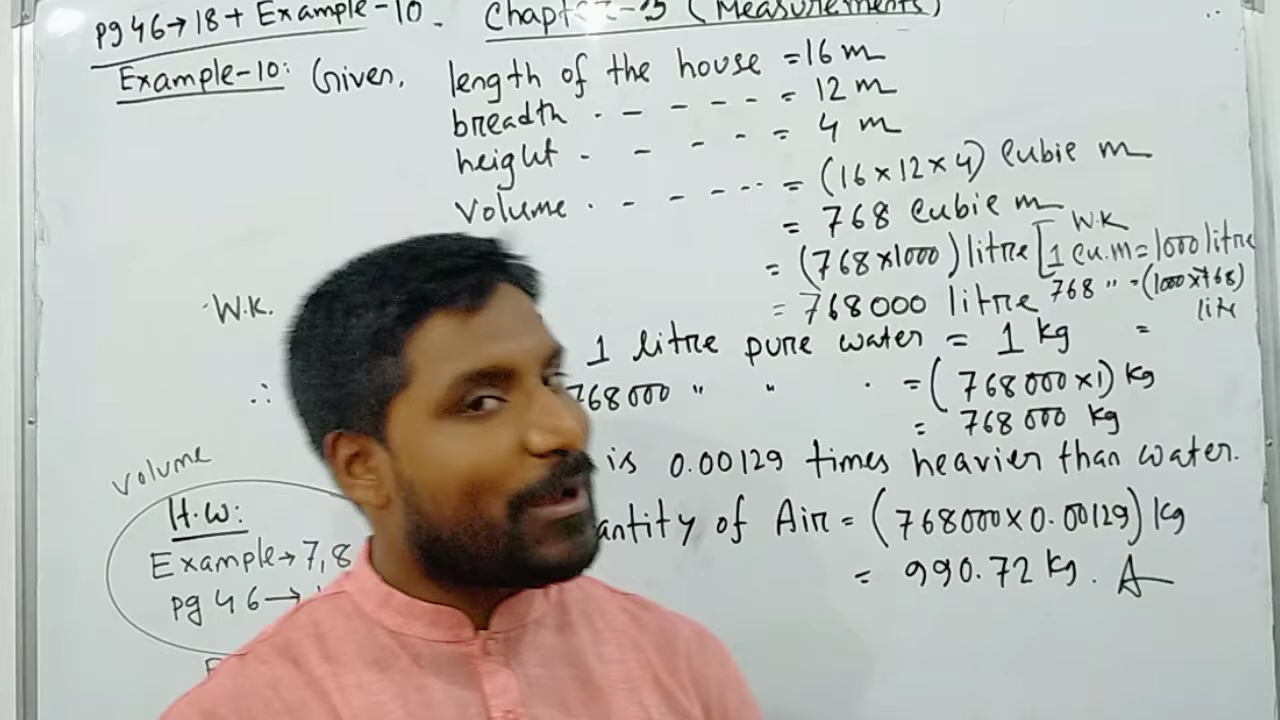 pg 46→18 + Example-10. Chapter-3 (Measurements)
Example-10: Given, length of the house = 16 m
breadth . - - - - - = 12 m
height . - - - - = 4 m
Volume . - - - - - = (16×12×4) Cubic m
= 768 Cubic m
= (768×1000) litre [W.K
1 cu.m = 1000 litre
768 " = (1000×768)
litre
= 768000 litre
W.K. 1 litre pure water = 1 kg =
∴ 768000 " " . = (768000×1) kg
= 768000 kg
is 0.00129 times heavier than water.
antity of Air = (768000×0.00129) kg
= 990.72 kg. A
volume
H.W:
Example→7,8
pg 46→